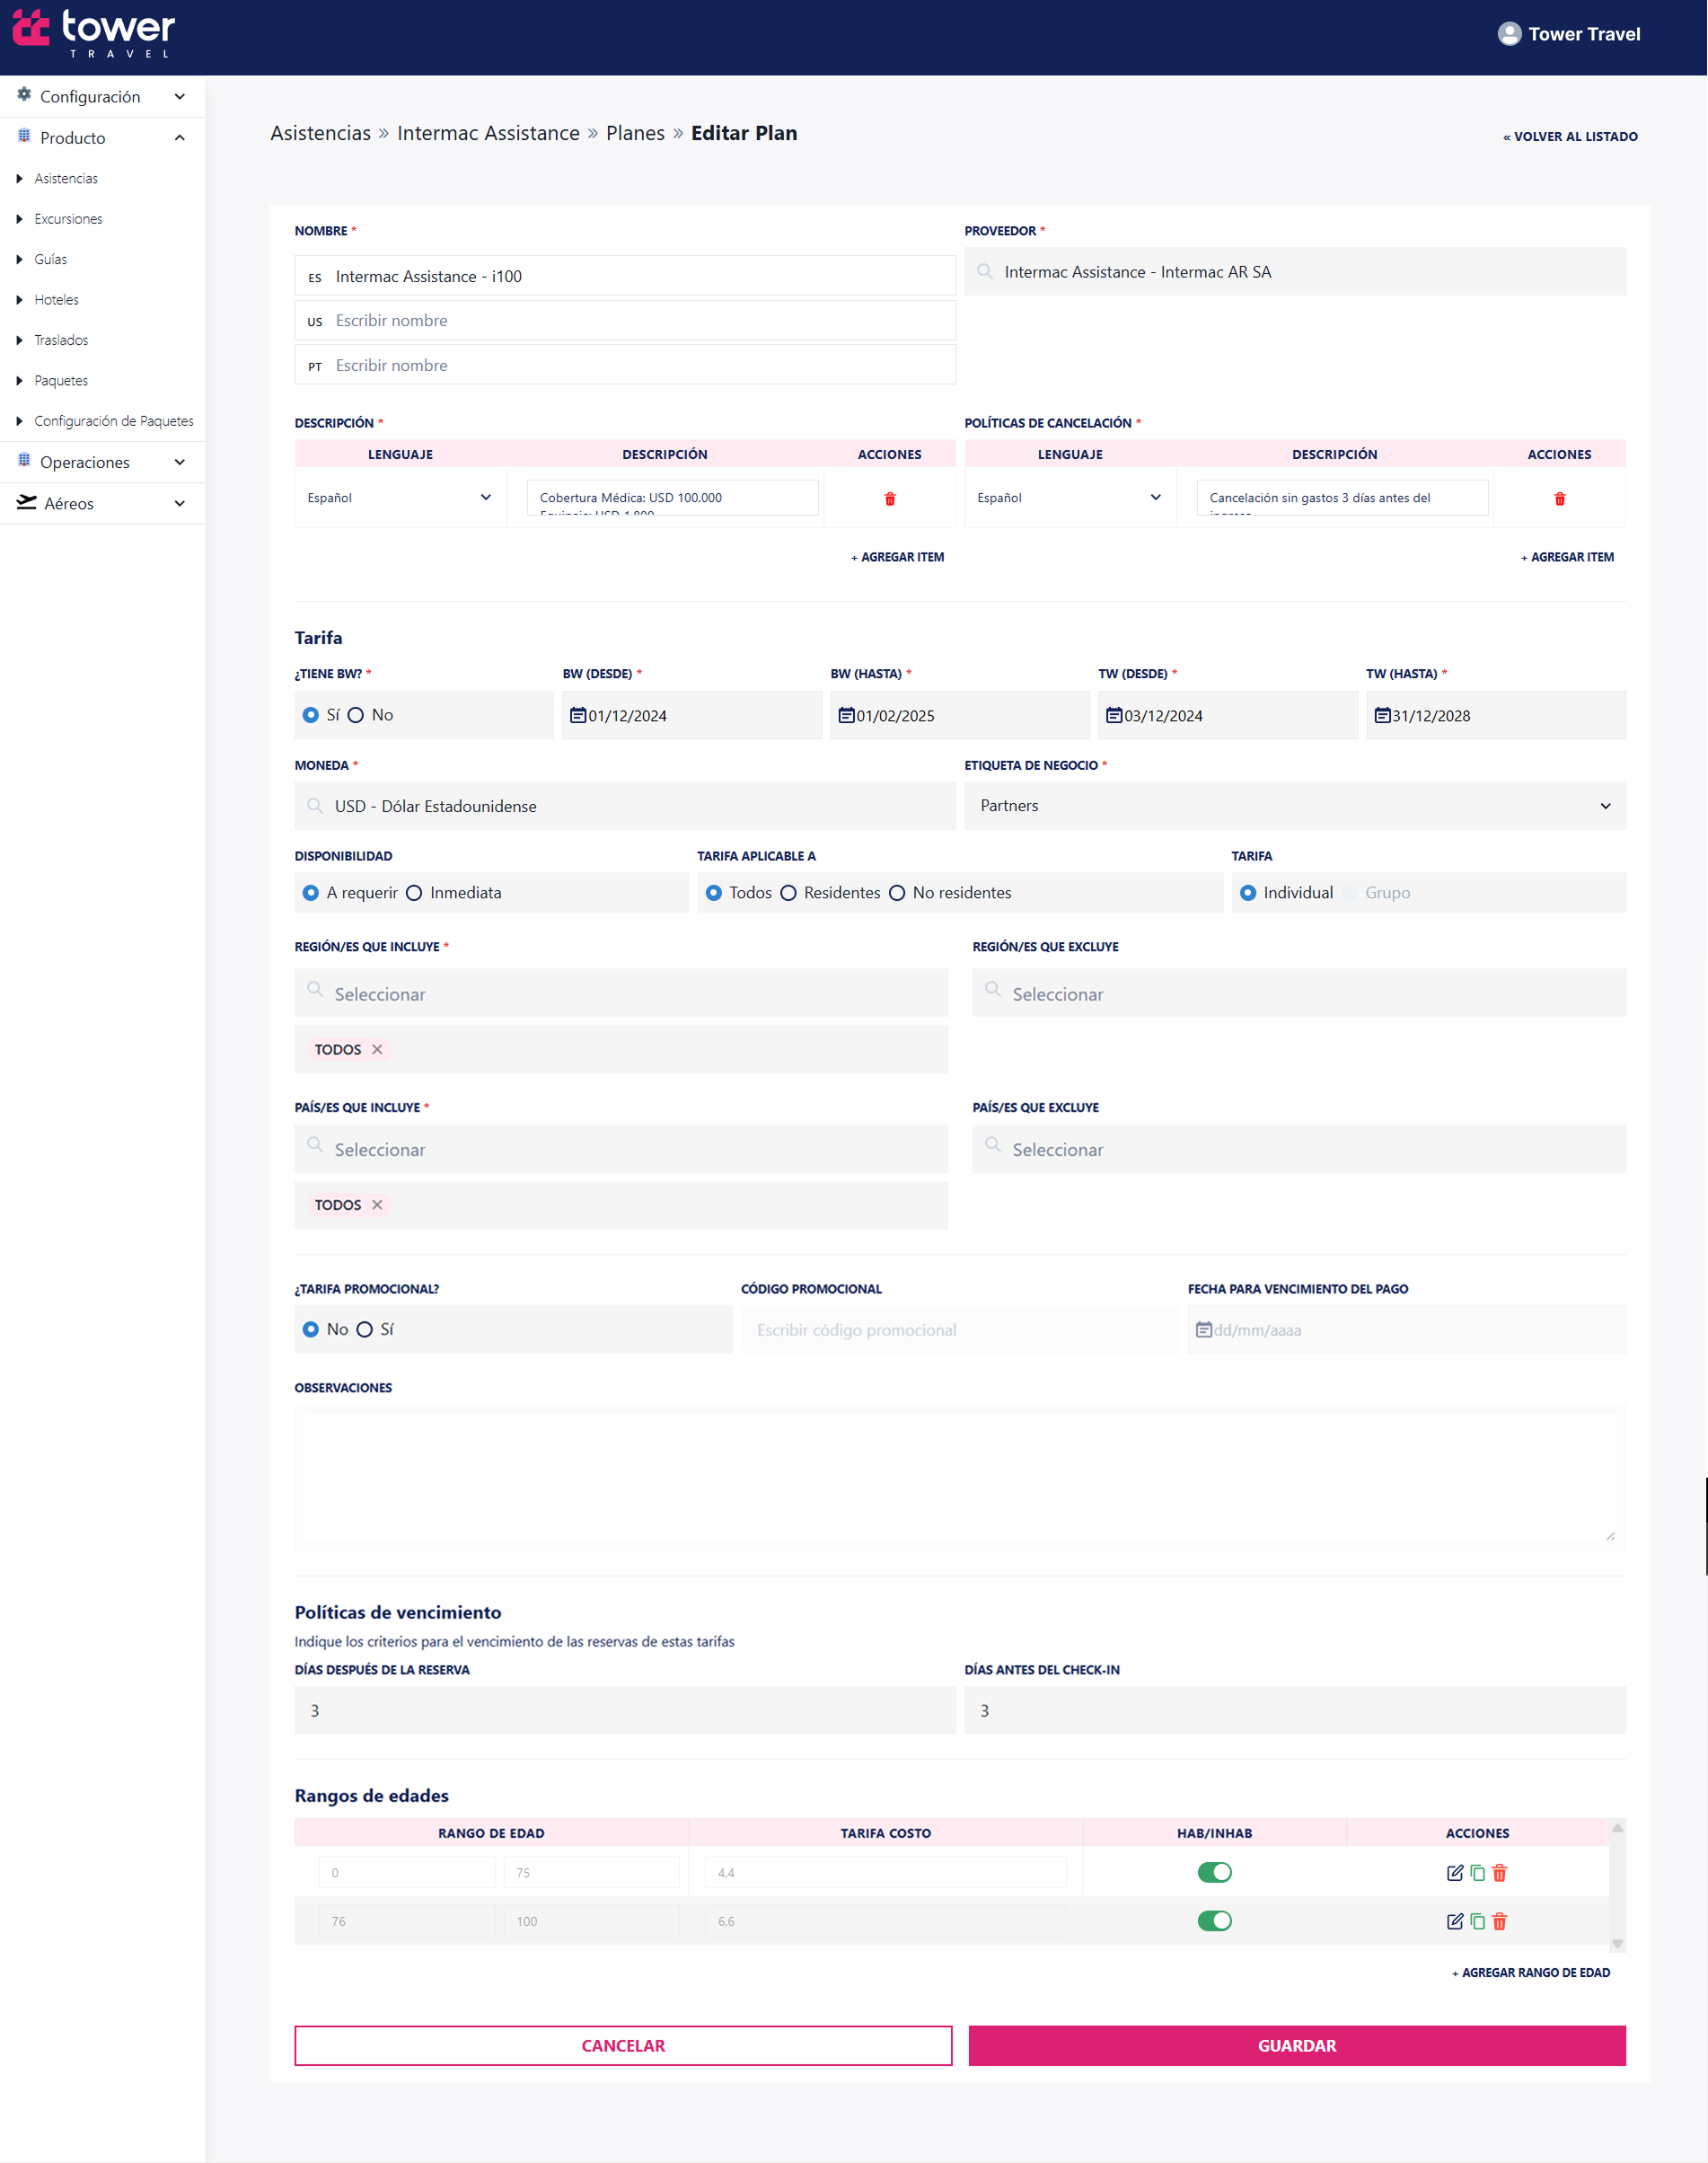 tower
TRAVEL
Tower Travel
Configuración
Producto
Asistencias
Excursiones
Guías
Hoteles
Traslados
Paquetes
Configuración de Paquetes
Operaciones
Aéreos
Asistencias » Intermac Assistance » Planes » Editar Plan
« VOLVER AL LISTADO
NOMBRE *
PROVEEDOR *
ES Intermac Assistance - i100
Intermac Assistance - Intermac AR SA
US Escribir nombre
PT Escribir nombre
DESCRIPCIÓN *
POLÍTICAS DE CANCELACIÓN *
LENGUAJE DESCRIPCIÓN ACCIONES
LENGUAJE DESCRIPCIÓN ACCIONES
Español
Cobertura Médica: USD 100.000
Equipaje: USD 1.800
Español
Cancelación sin gastos 3 días antes del
ingreso
+ AGREGAR ITEM
+ AGREGAR ITEM
Tarifa
¿TIENE BW? * BW (DESDE) * BW (HASTA) * TW (DESDE) * TW (HASTA) *
Sí No 01/12/2024 01/02/2025 03/12/2024 31/12/2028
MONEDA * ETIQUETA DE NEGOCIO *
USD - Dólar Estadounidense Partners
DISPONIBILIDAD TARIFA APLICABLE A TARIFA
A requerir Inmediata Todos Residentes No residentes Individual Grupo
REGIÓN/ES QUE INCLUYE * REGIÓN/ES QUE EXCLUYE
Seleccionar Seleccionar
TODOS ×
PAÍS/ES QUE INCLUYE * PAÍS/ES QUE EXCLUYE
Seleccionar Seleccionar
TODOS ×
¿TARIFA PROMOCIONAL? CÓDIGO PROMOCIONAL FECHA PARA VENCIMIENTO DEL PAGO
No Sí Escribir código promocional dd/mm/aaaa
OBSERVACIONES
Políticas de vencimiento
Indique los criterios para el vencimiento de las reservas de estas tarifas
DÍAS DESPUÉS DE LA RESERVA DÍAS ANTES DEL CHECK-IN
3 3
Rangos de edades
RANGO DE EDAD TARIFA COSTO HAB/INHAB ACCIONES
0 75 4,4
76 100 6,6
+ AGREGAR RANGO DE EDAD
CANCELAR GUARDAR